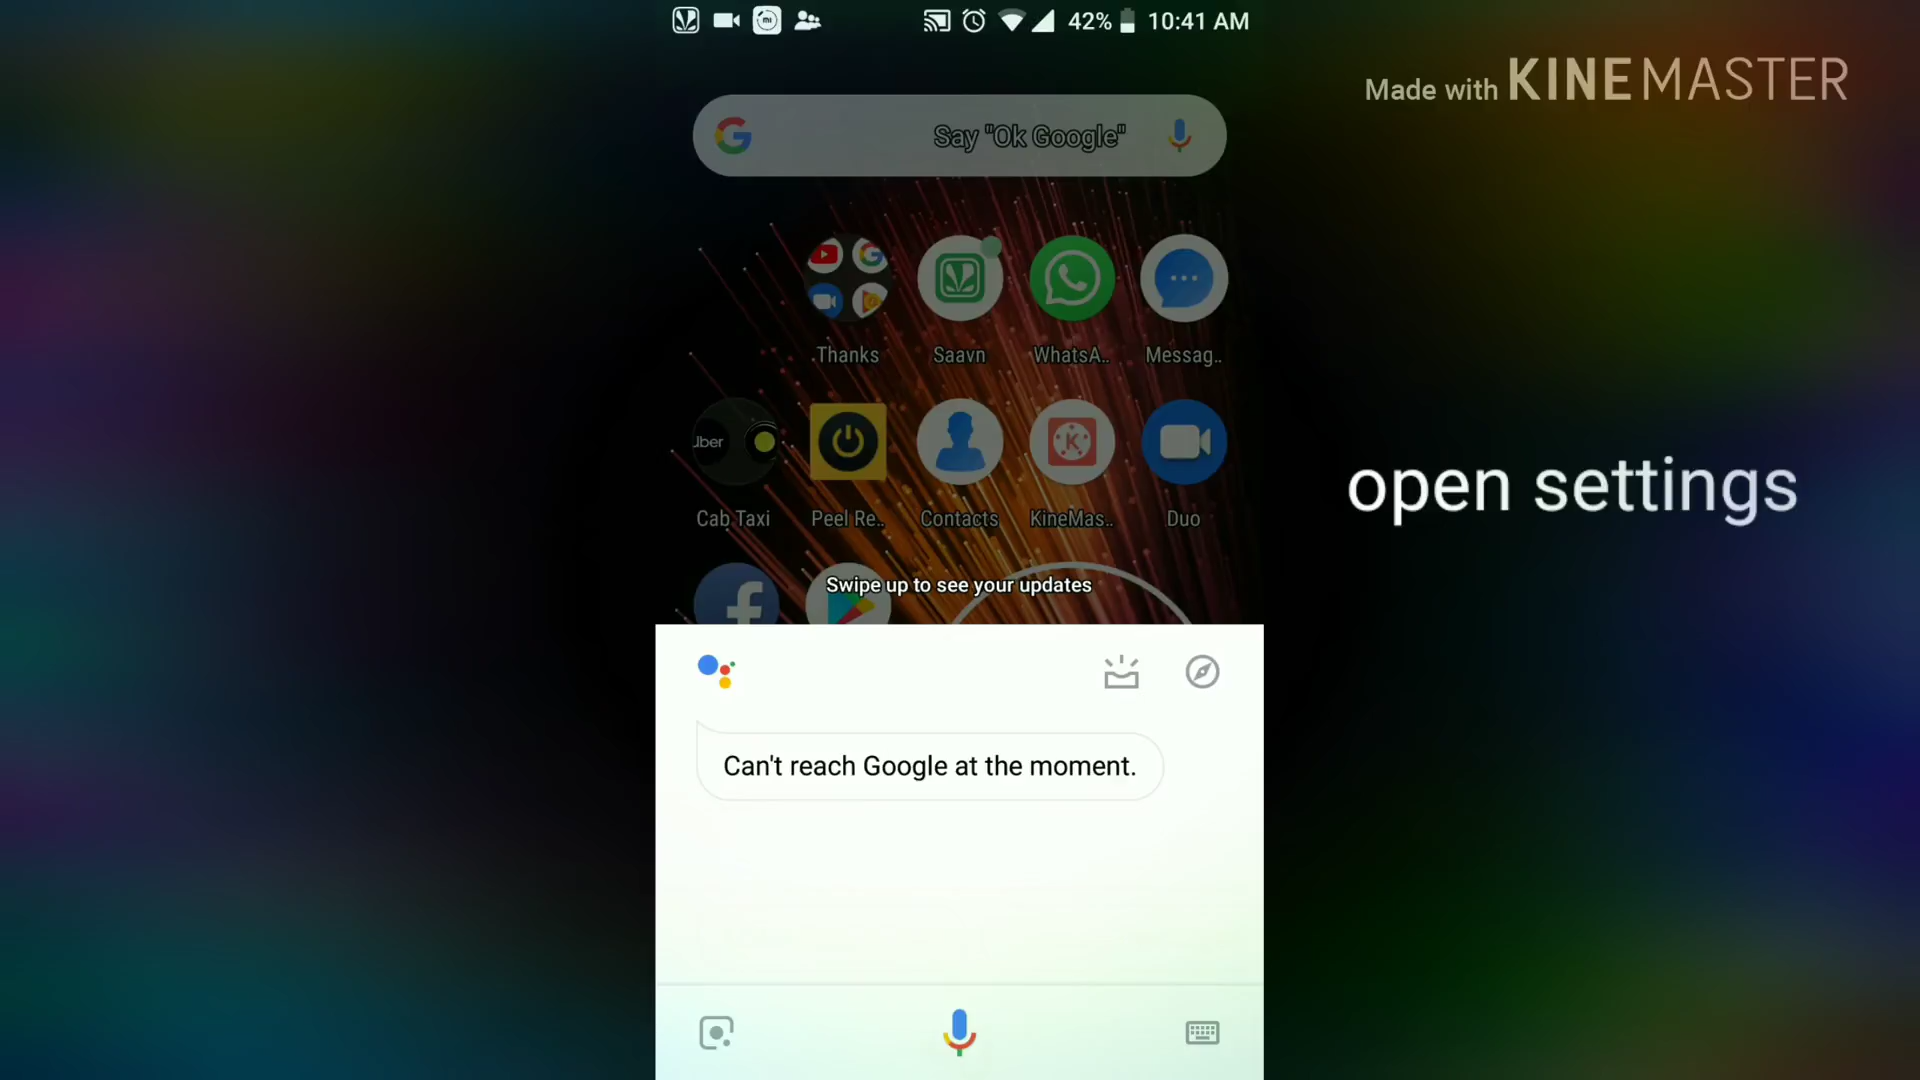 42% 10:41 AM
Made with KINEMASTER
Say "Ok Google"
Thanks Saavn WhatsA.. Messag..
Uber
Cab Taxi Peel Re.. Contacts KineMas.. Duo
open settings
Swipe up to see your updates
Can't reach Google at the moment.